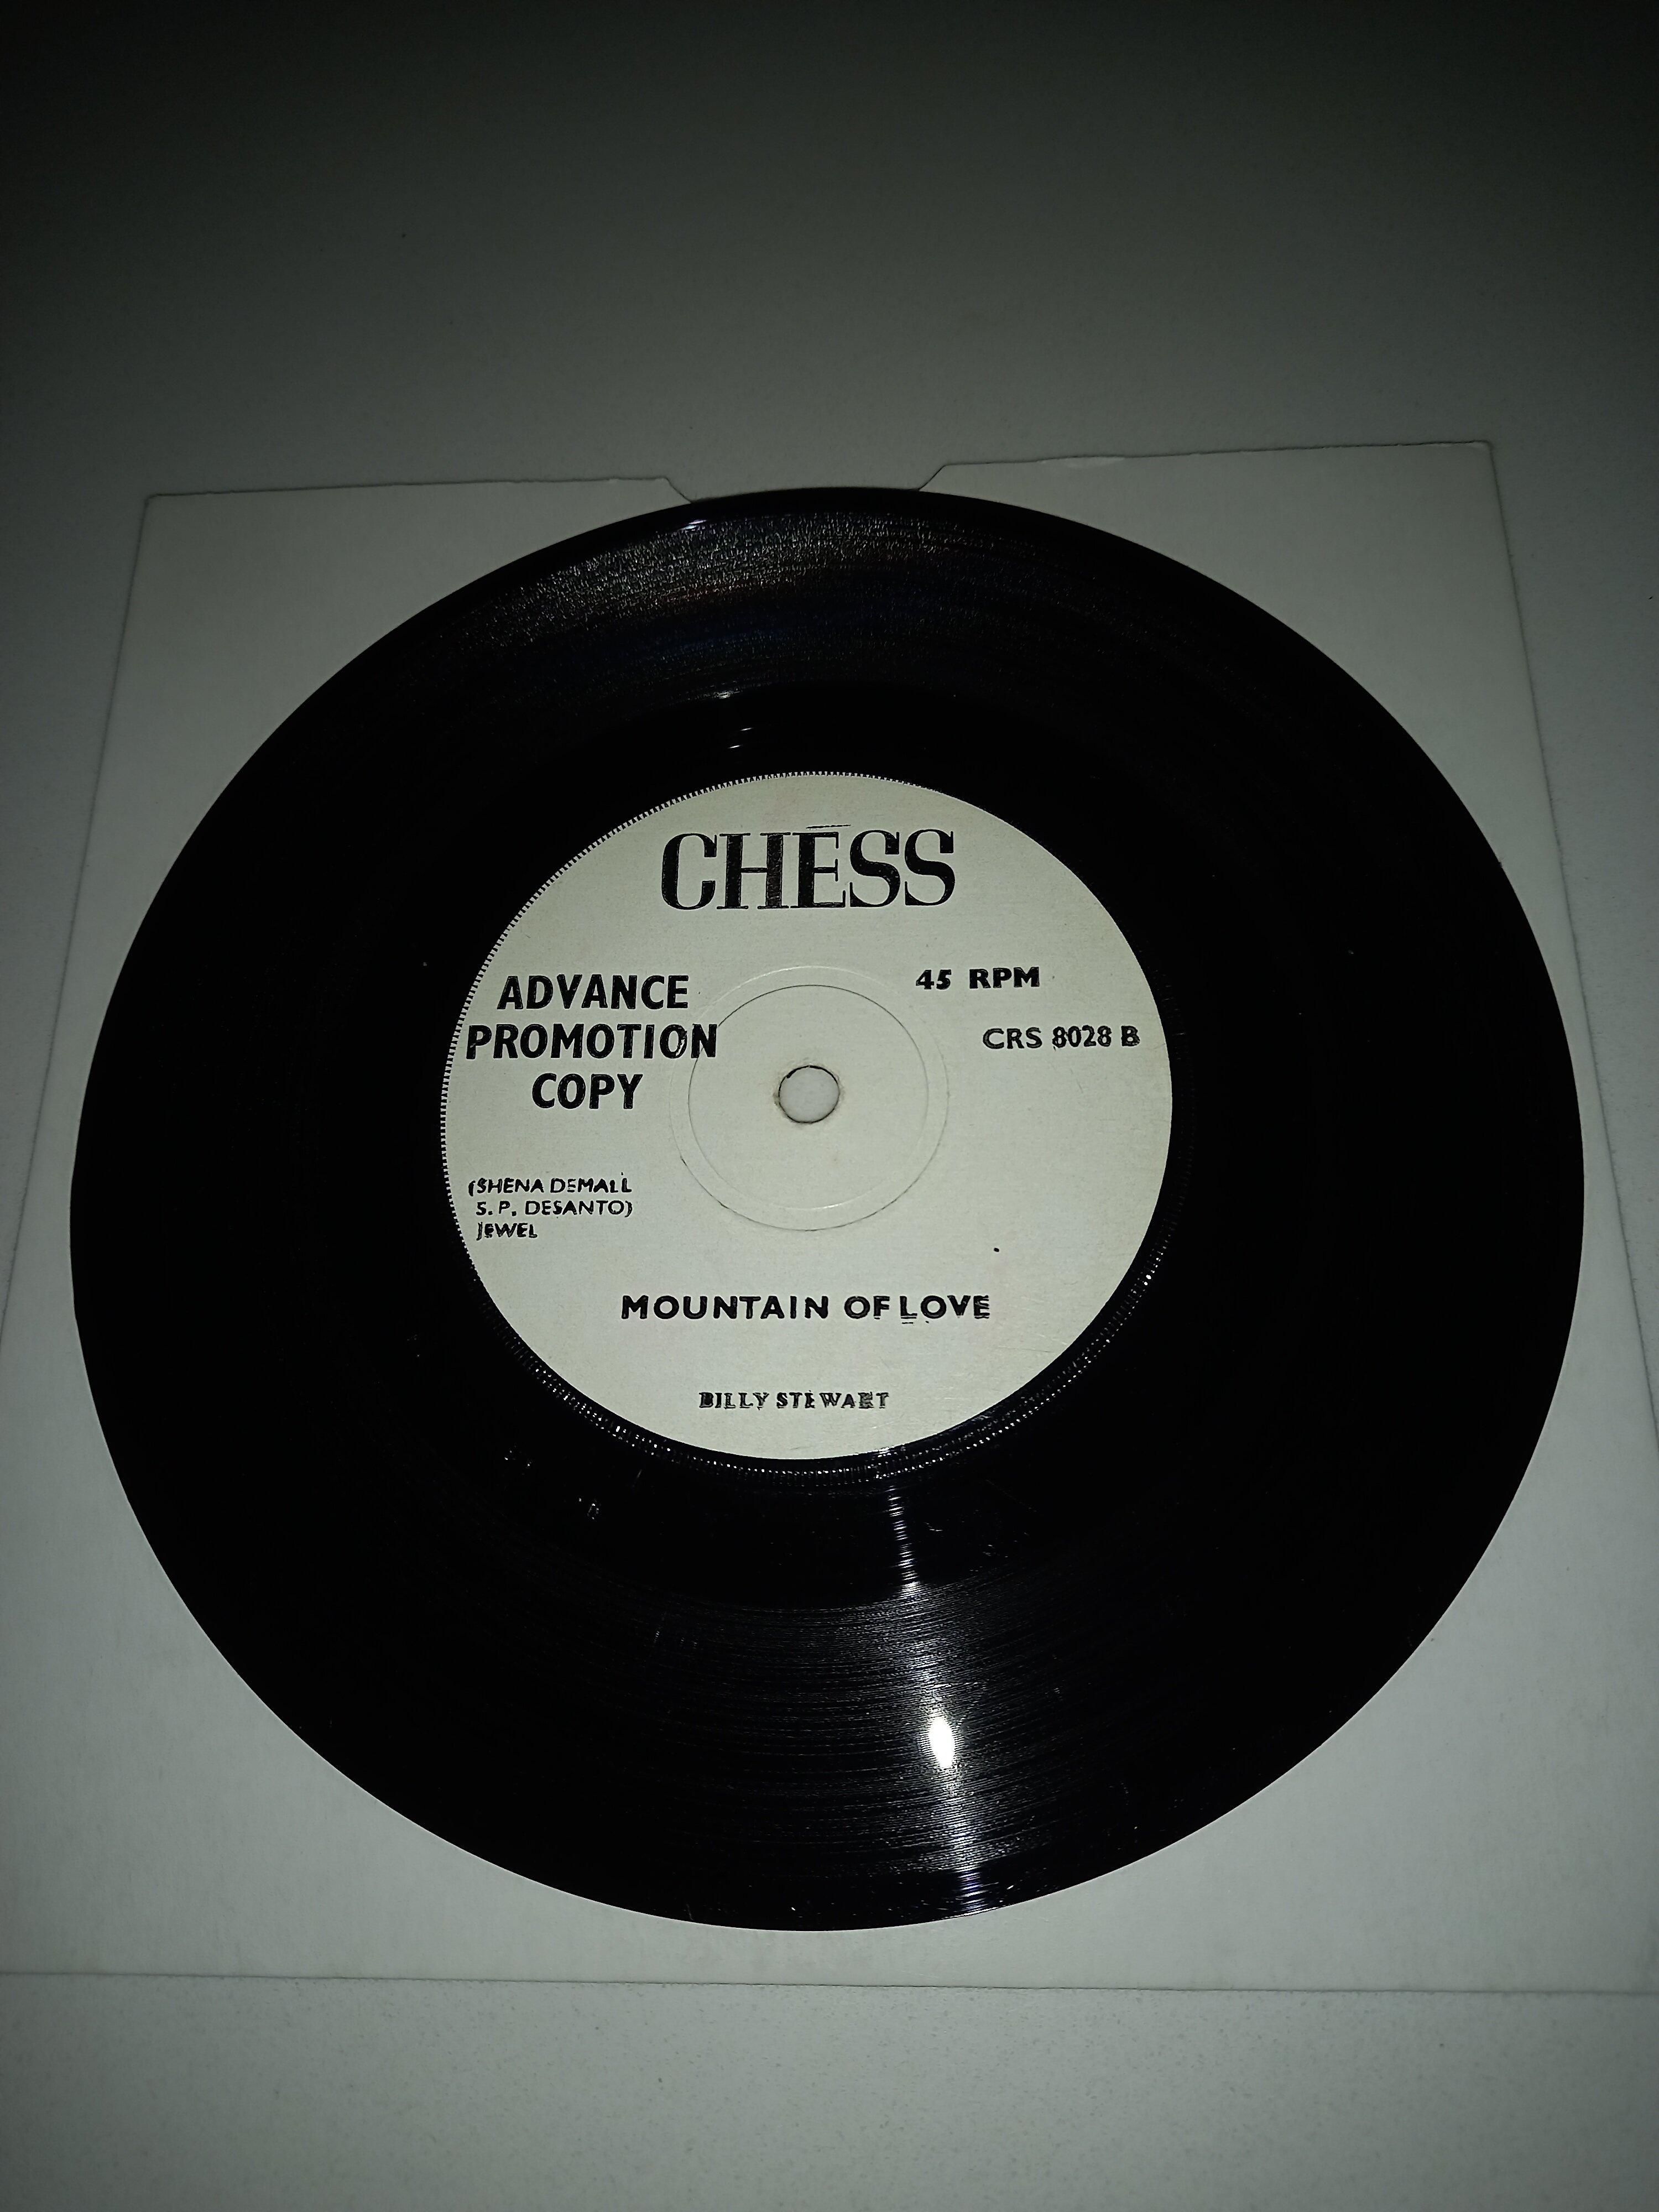 CHESS
ADVANCE
PROMOTION
COPY
45 RPM
CRS 8028 B
(SHENA DEMALL
S. P. DESANTO)
JEWEL
MOUNTAIN OF LOVE
BILLY STEWART